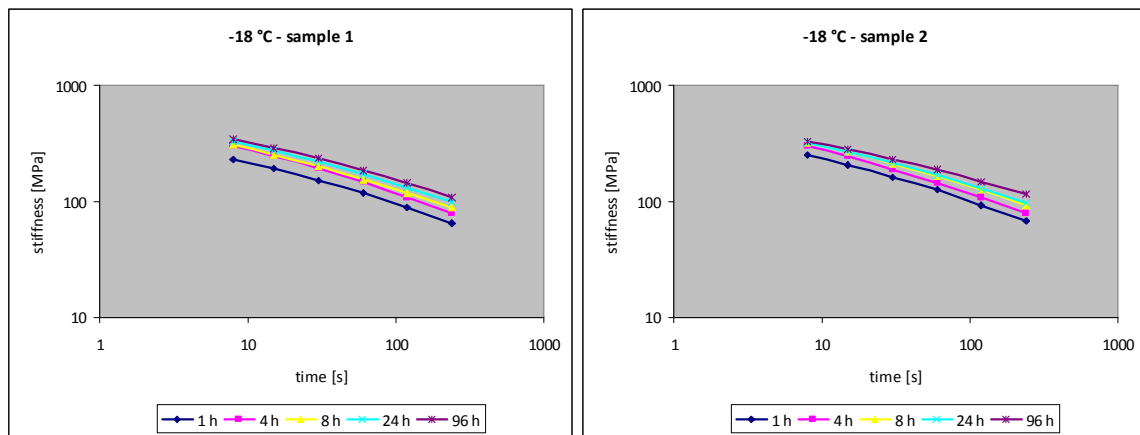 -18 °C - sample 1
1000
100
10
stiffness [MPa]
1 10 100 1000
time [s]
1 h 4 h 8 h 24 h 96 h
-18 °C - sample 2
1000
100
10
stiffness [MPa]
1 10 100 1000
time [s]
1 h 4 h 8 h 24 h 96 h